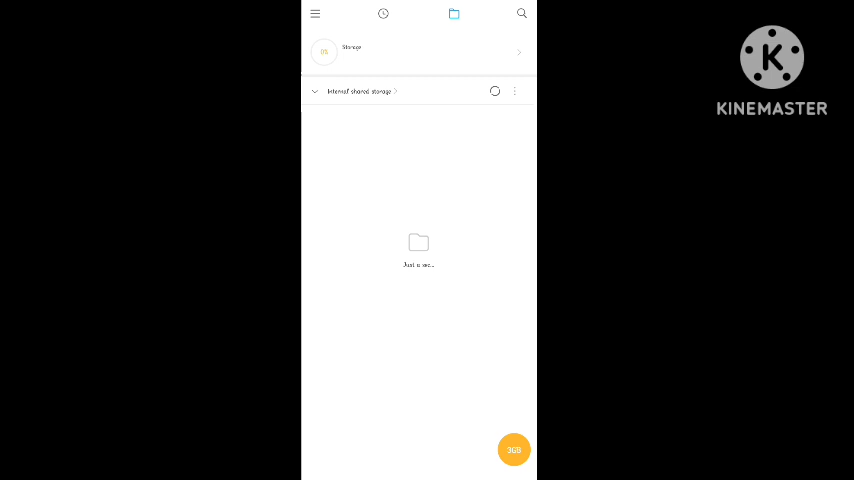 Storage
Internal shared storage
Just a sec...
3GB
KINEMASTER